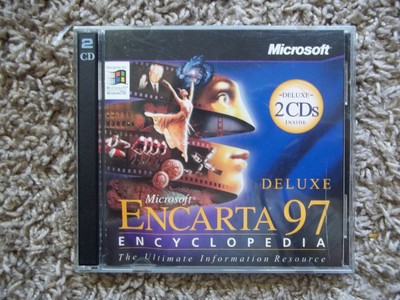 2
CD
Microsoft
~DELUXE~
2 CDs
INSIDE
DELUXE
Microsoft
ENCARTA 97
ENCYCLOPEDIA
The Ultimate Information Resource